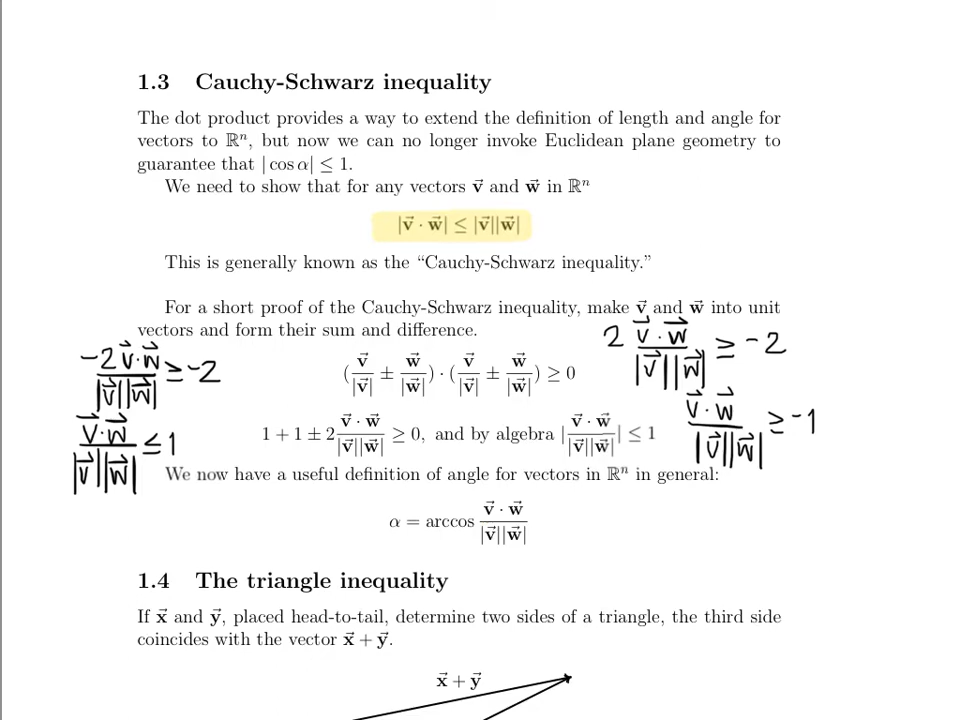 1.3 Cauchy-Schwarz inequality
The dot product provides a way to extend the definition of length and angle for
vectors to ℝⁿ, but now we can no longer invoke Euclidean plane geometry to
guarantee that | cos α| ≤ 1.
We need to show that for any vectors v⃗ and w⃗ in ℝⁿ
|v⃗ · w⃗| ≤ |v⃗||w⃗|
This is generally known as the “Cauchy-Schwarz inequality.”
For a short proof of the Cauchy-Schwarz inequality, make v⃗ and w⃗ into unit
vectors and form their sum and difference.
-2 v⃗·w⃗ / |v⃗||w⃗| ≥ -2
(v⃗/|v⃗| ± w⃗/|w⃗|) · (v⃗/|v⃗| ± w⃗/|w⃗|) ≥ 0
2 v⃗·w⃗ / |v⃗||w⃗| ≥ -2
v⃗·w⃗ / |v⃗||w⃗| ≤ 1
1 + 1 ± 2 v⃗ · w⃗ / |v⃗||w⃗| ≥ 0, and by algebra | v⃗ · w⃗ / |v⃗||w⃗| | ≤ 1
v⃗·w⃗ / |v⃗||w⃗| ≥ -1
We now have a useful definition of angle for vectors in ℝⁿ in general:
α = arccos v⃗ · w⃗ / |v⃗||w⃗|
1.4 The triangle inequality
If x⃗ and y⃗, placed head-to-tail, determine two sides of a triangle, the third side
coincides with the vector x⃗ + y⃗.
x⃗ + y⃗